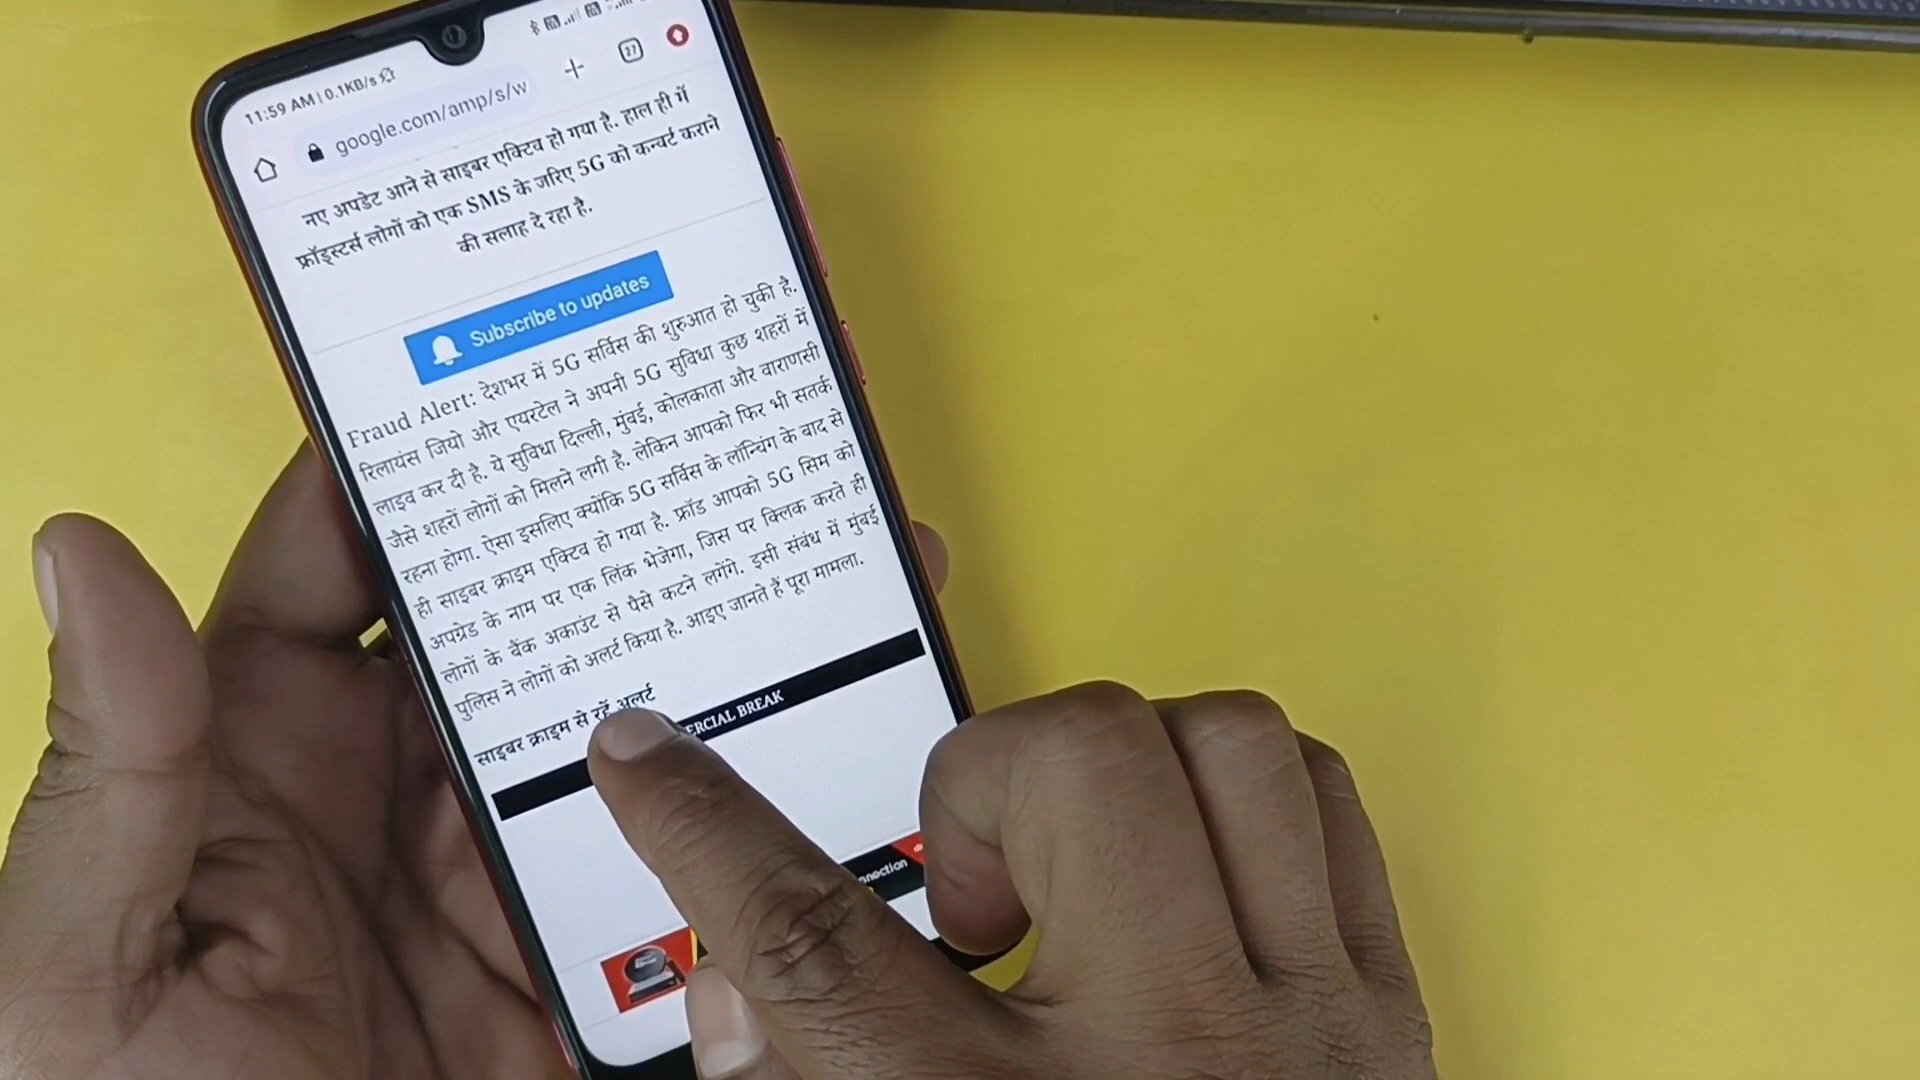 11:59 AM | 0.1KB/s
27
google.com/amp/s/w
नए अपडेट आने से साइबर एक्टिव हो गया है. हाल ही में
फ्रॉड्स्टर्स लोगों को एक SMS के जरिए 5G को कन्वर्ट कराने
की सलाह दे रहा है.
Subscribe to updates
Fraud Alert: देशभर में 5G सर्विस की शुरुआत हो चुकी है.
रिलायंस जियो और एयरटेल ने अपनी 5G सुविधा कुछ शहरों में
लाइव कर दी है. ये सुविधा दिल्ली, मुंबई, कोलकाता और वाराणसी
जैसे शहरों लोगों को मिलने लगी है. लेकिन आपको फिर भी सतर्क
रहना होगा. ऐसा इसलिए क्योंकि 5G सर्विस के लॉन्चिंग के बाद से
ही साइबर क्राइम एक्टिव हो गया है. फ्रॉड आपको 5G सिम को
अपग्रेड के नाम पर एक लिंक भेजेगा, जिस पर क्लिक करते ही
लोगों के बैंक अकाउंट से पैसे कटने लगेंगे. इसी संबंध में मुंबई
पुलिस ने लोगों को अलर्ट किया है. आइए जानते हैं पूरा मामला.
साइबर क्राइम से रहें अलर्ट
ERCIAL BREAK
nnection